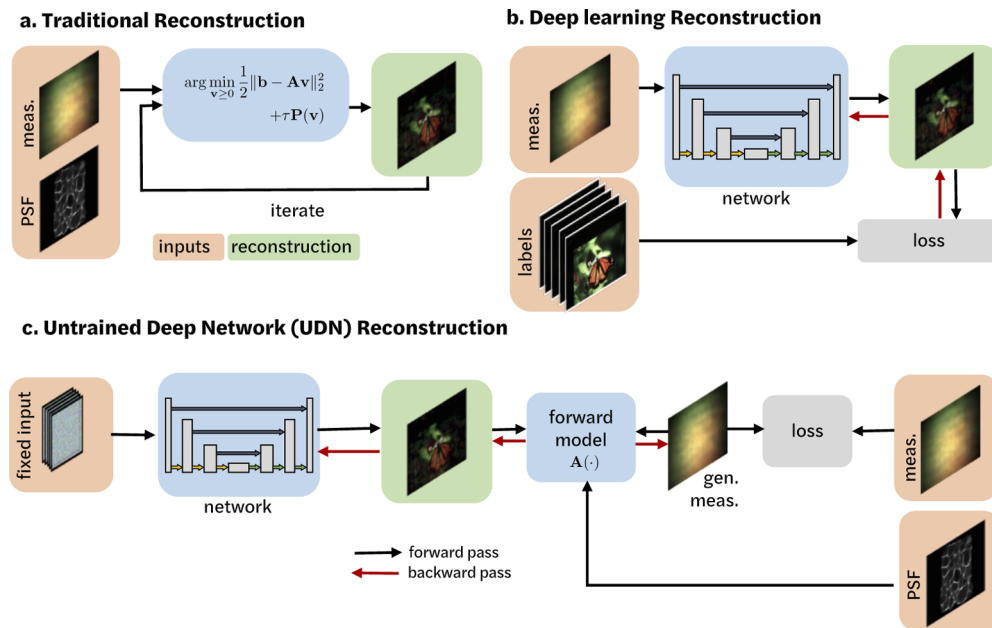 a. Traditional Reconstruction
meas.
PSF
arg min 1/2 ‖b − Av‖₂²
v≥0
+τP(v)
iterate
inputs
reconstruction
b. Deep learning Reconstruction
meas.
labels
network
loss
c. Untrained Deep Network (UDN) Reconstruction
fixed input
network
forward
model
A(·)
gen.
meas.
loss
meas.
PSF
forward pass
backward pass